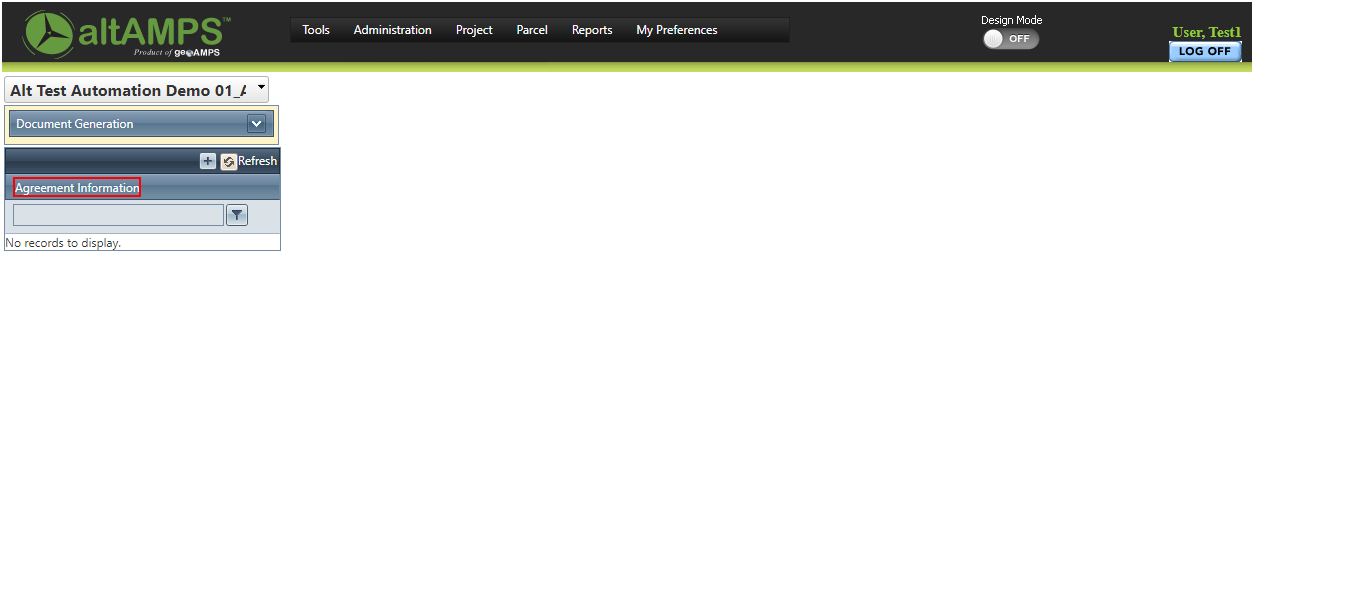 altAMPS™
Product of geoAMPS
Tools Administration Project Parcel Reports My Preferences
Design Mode
OFF
User, Test1
LOG OFF
Alt Test Automation Demo 01_A
Document Generation
Refresh
Agreement Information
No records to display.